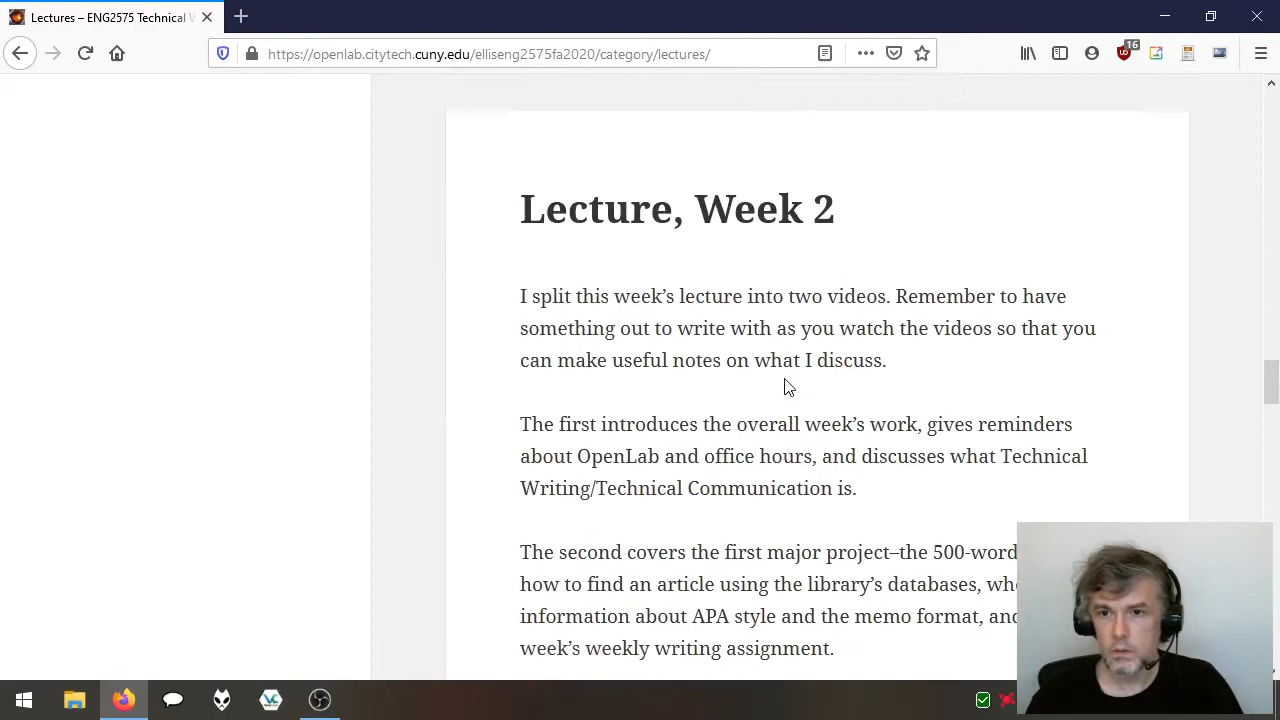 Lectures – ENG2575 Technical
https://openlab.citytech.cuny.edu/elliseng2575fa2020/category/lectures/
16
Lecture, Week 2
I split this week’s lecture into two videos. Remember to have
something out to write with as you watch the videos so that you
can make useful notes on what I discuss.
The first introduces the overall week’s work, gives reminders
about OpenLab and office hours, and discusses what Technical
Writing/Technical Communication is.
The second covers the first major project–the 500-word
how to find an article using the library’s databases,
information about APA style and the memo format,
week’s weekly writing assignment.